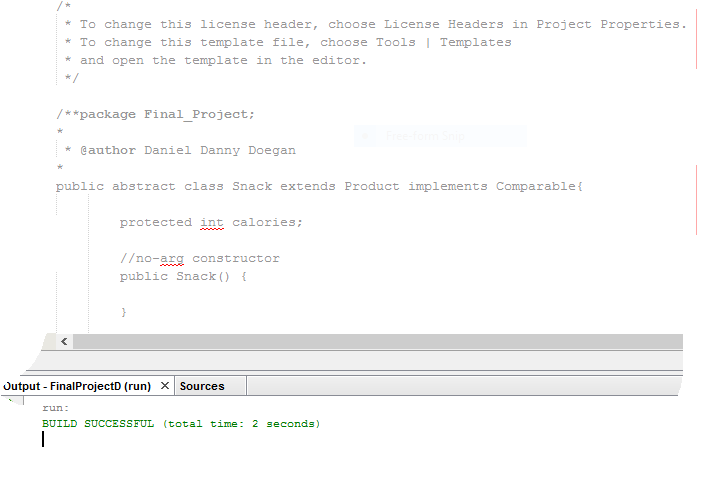 /*
* To change this license header, choose License Headers in Project Properties.
* To change this template file, choose Tools | Templates
* and open the template in the editor.
*/
/**package Final_Project;
*
* @author Daniel Danny Doegan
*
public abstract class Snack extends Product implements Comparable{
protected int calories;
//no-arg constructor
public Snack() {
}
Output - FinalProjectD (run) × Sources
run:
BUILD SUCCESSFUL (total time: 2 seconds)